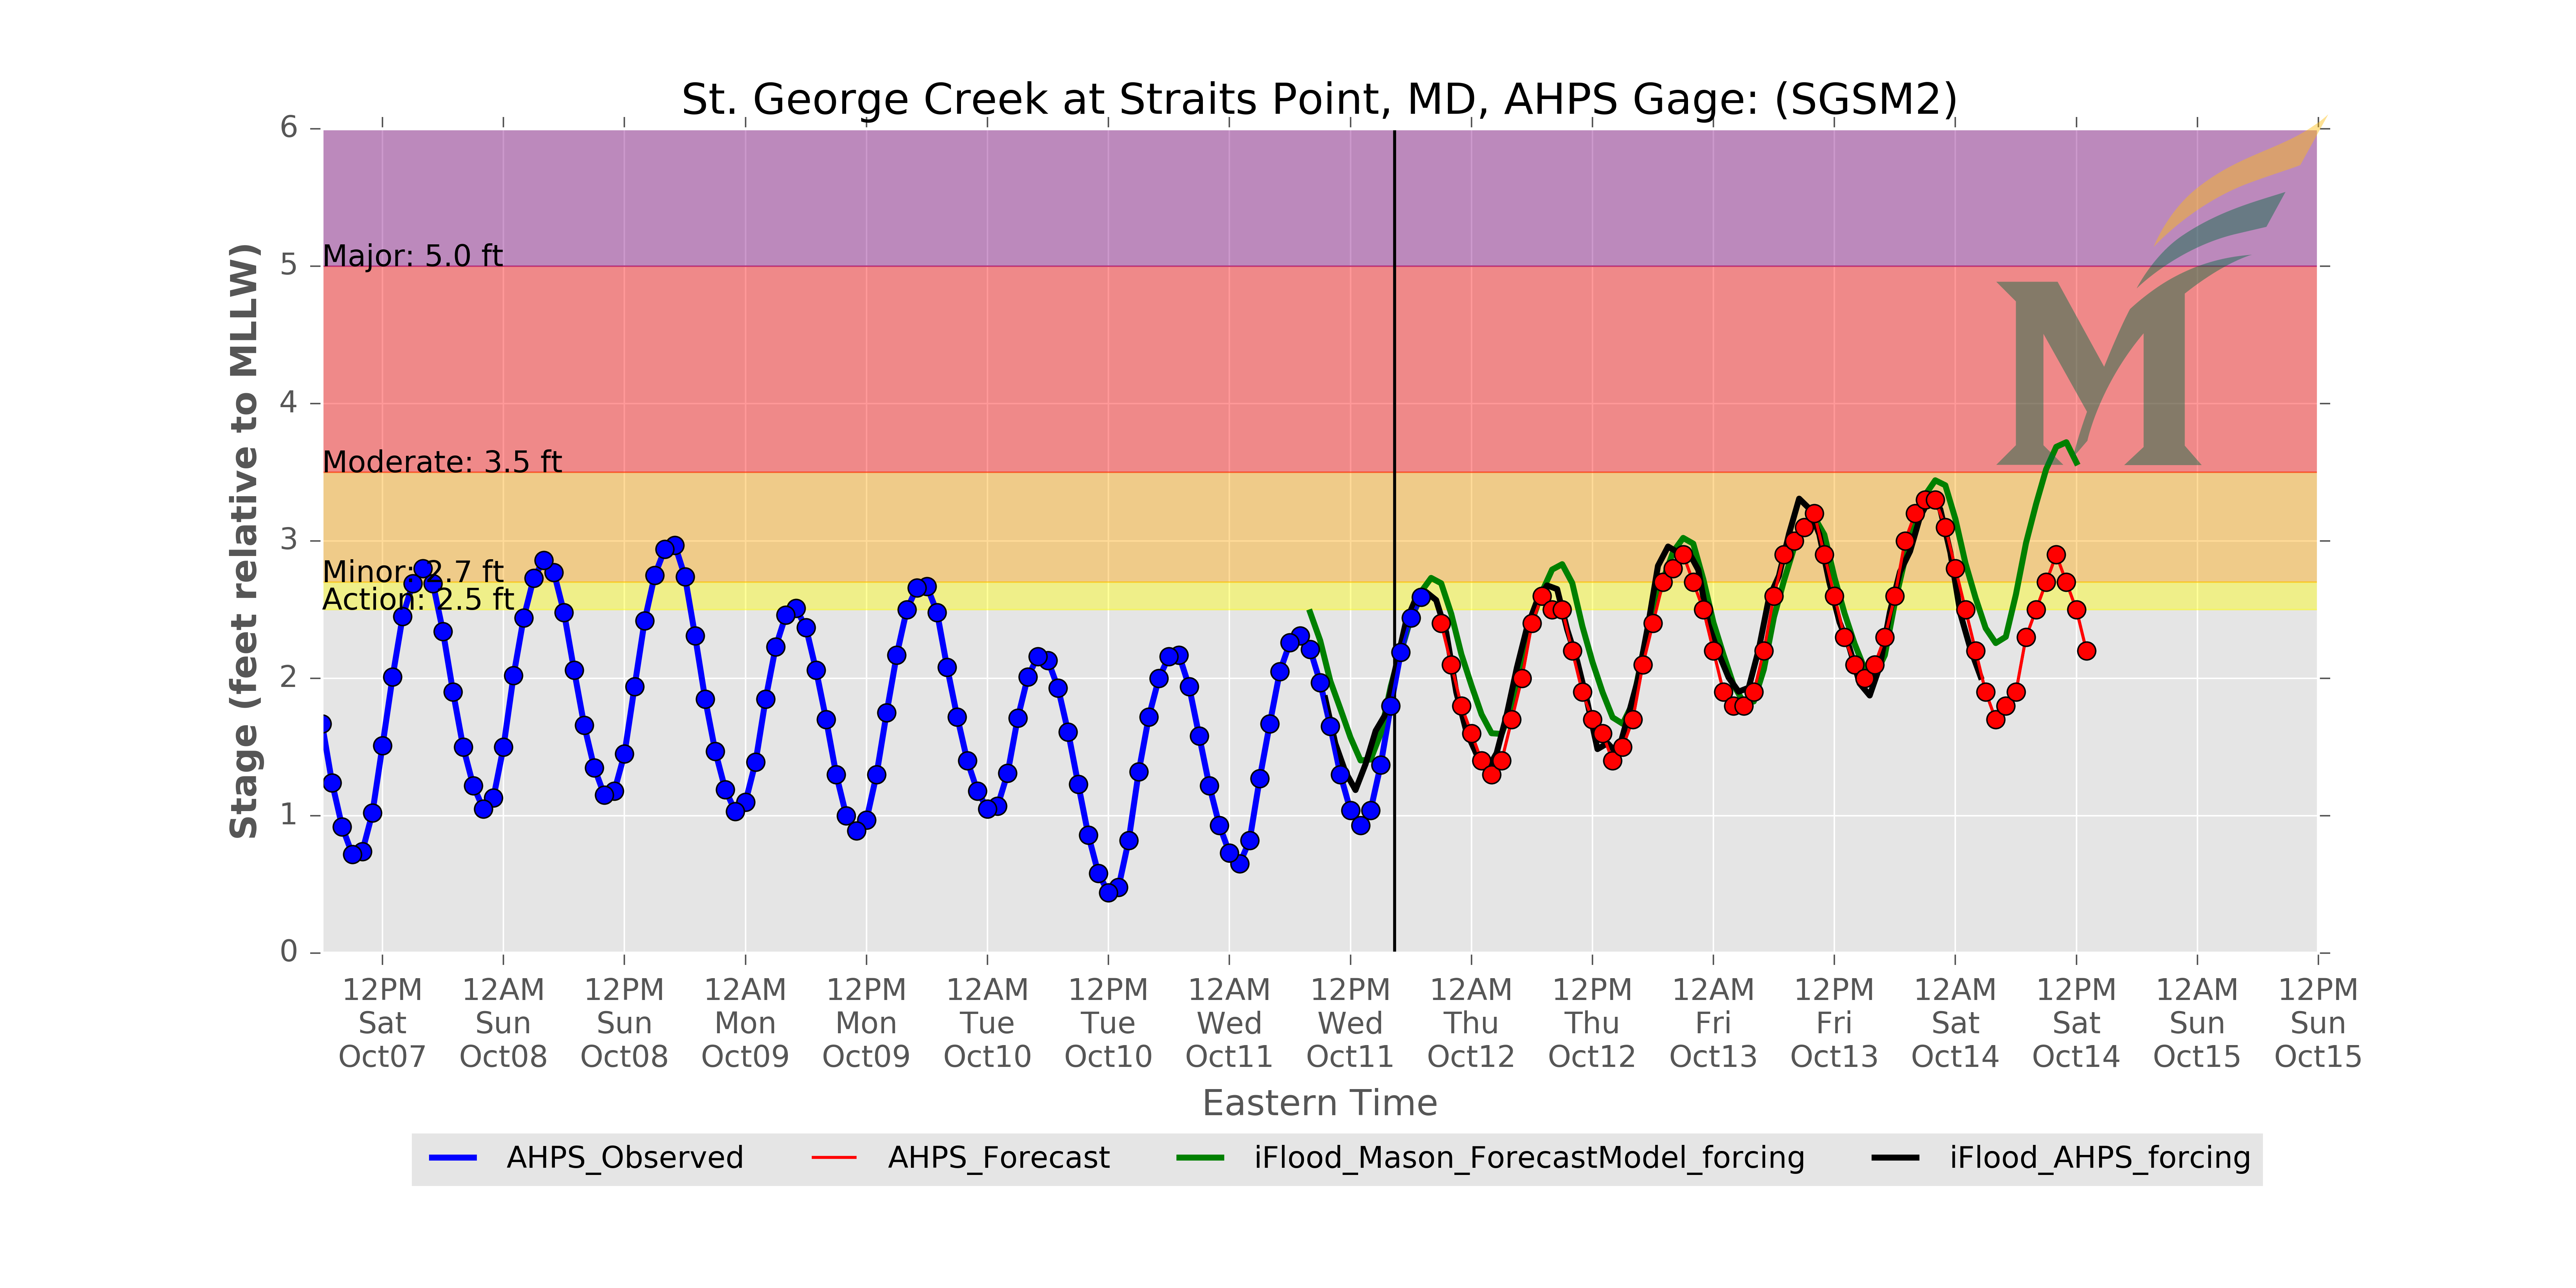 St. George Creek at Straits Point, MD, AHPS Gage: (SGSM2)
Stage (feet relative to MLLW)
6
5
4
3
2
1
0
Major: 5.0 ft
Moderate: 3.5 ft
Minor: 2.7 ft
Action: 2.5 ft
M
12PM 12AM 12PM 12AM 12PM 12AM 12PM 12AM 12PM 12AM 12PM 12AM 12PM 12AM 12PM 12AM 12PM
Sat Sun Sun Mon Mon Tue Tue Wed Wed Thu Thu Fri Fri Sat Sat Sun Sun
Oct07 Oct08 Oct08 Oct09 Oct09 Oct10 Oct10 Oct11 Oct11 Oct12 Oct12 Oct13 Oct13 Oct14 Oct14 Oct15 Oct15
Eastern Time
AHPS_Observed AHPS_Forecast iFlood_Mason_ForecastModel_forcing iFlood_AHPS_forcing